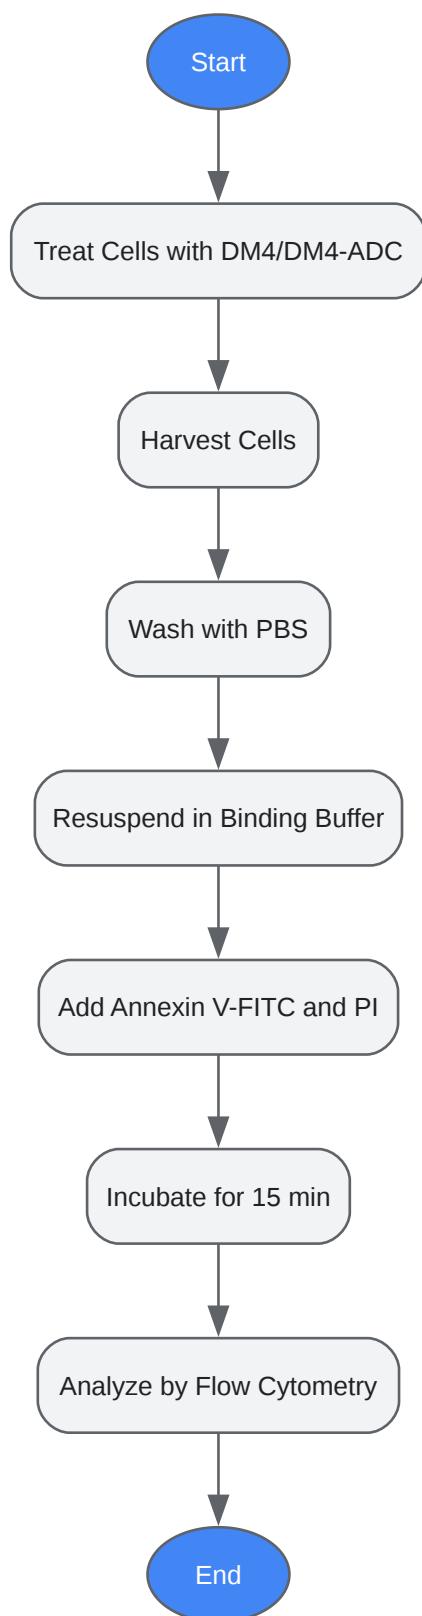 Start
Treat Cells with DM4/DM4-ADC
Harvest Cells
Wash with PBS
Resuspend in Binding Buffer
Add Annexin V-FITC and PI
Incubate for 15 min
Analyze by Flow Cytometry
End